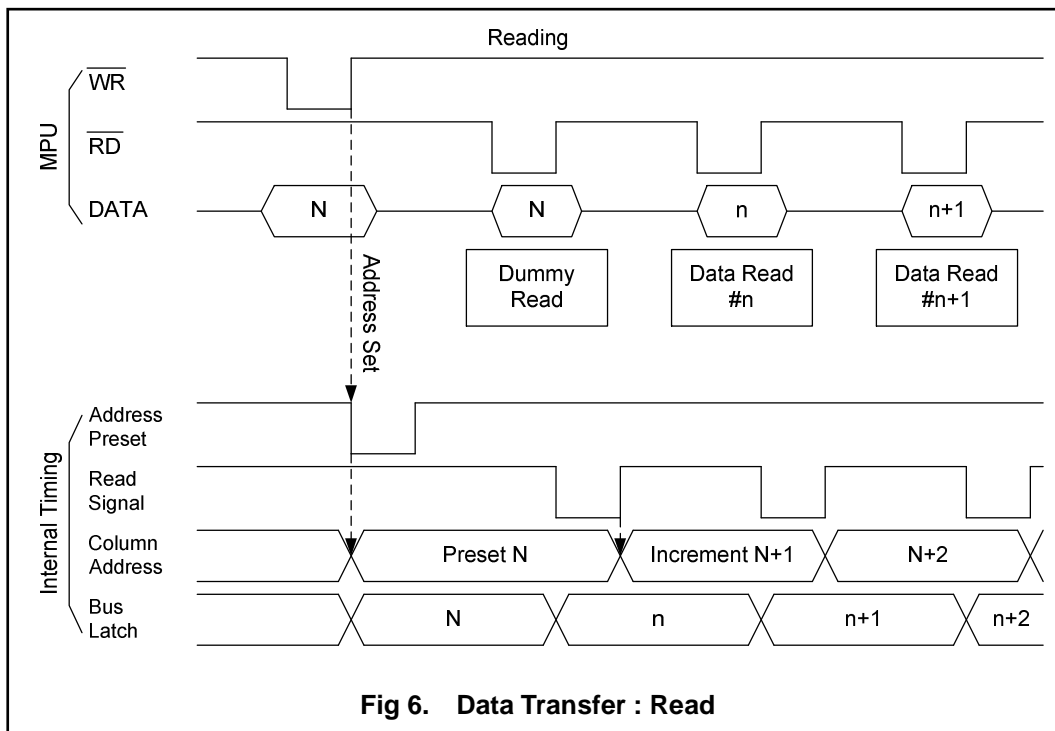 Reading
MPU
WR
RD
DATA
N
N
n
n+1
Dummy
Read
Data Read
#n
Data Read
#n+1
Address Set
Internal Timing
Address
Preset
Read
Signal
Column
Address
Preset N
Increment N+1
N+2
Bus
Latch
N
n
n+1
n+2
Fig 6. Data Transfer : Read